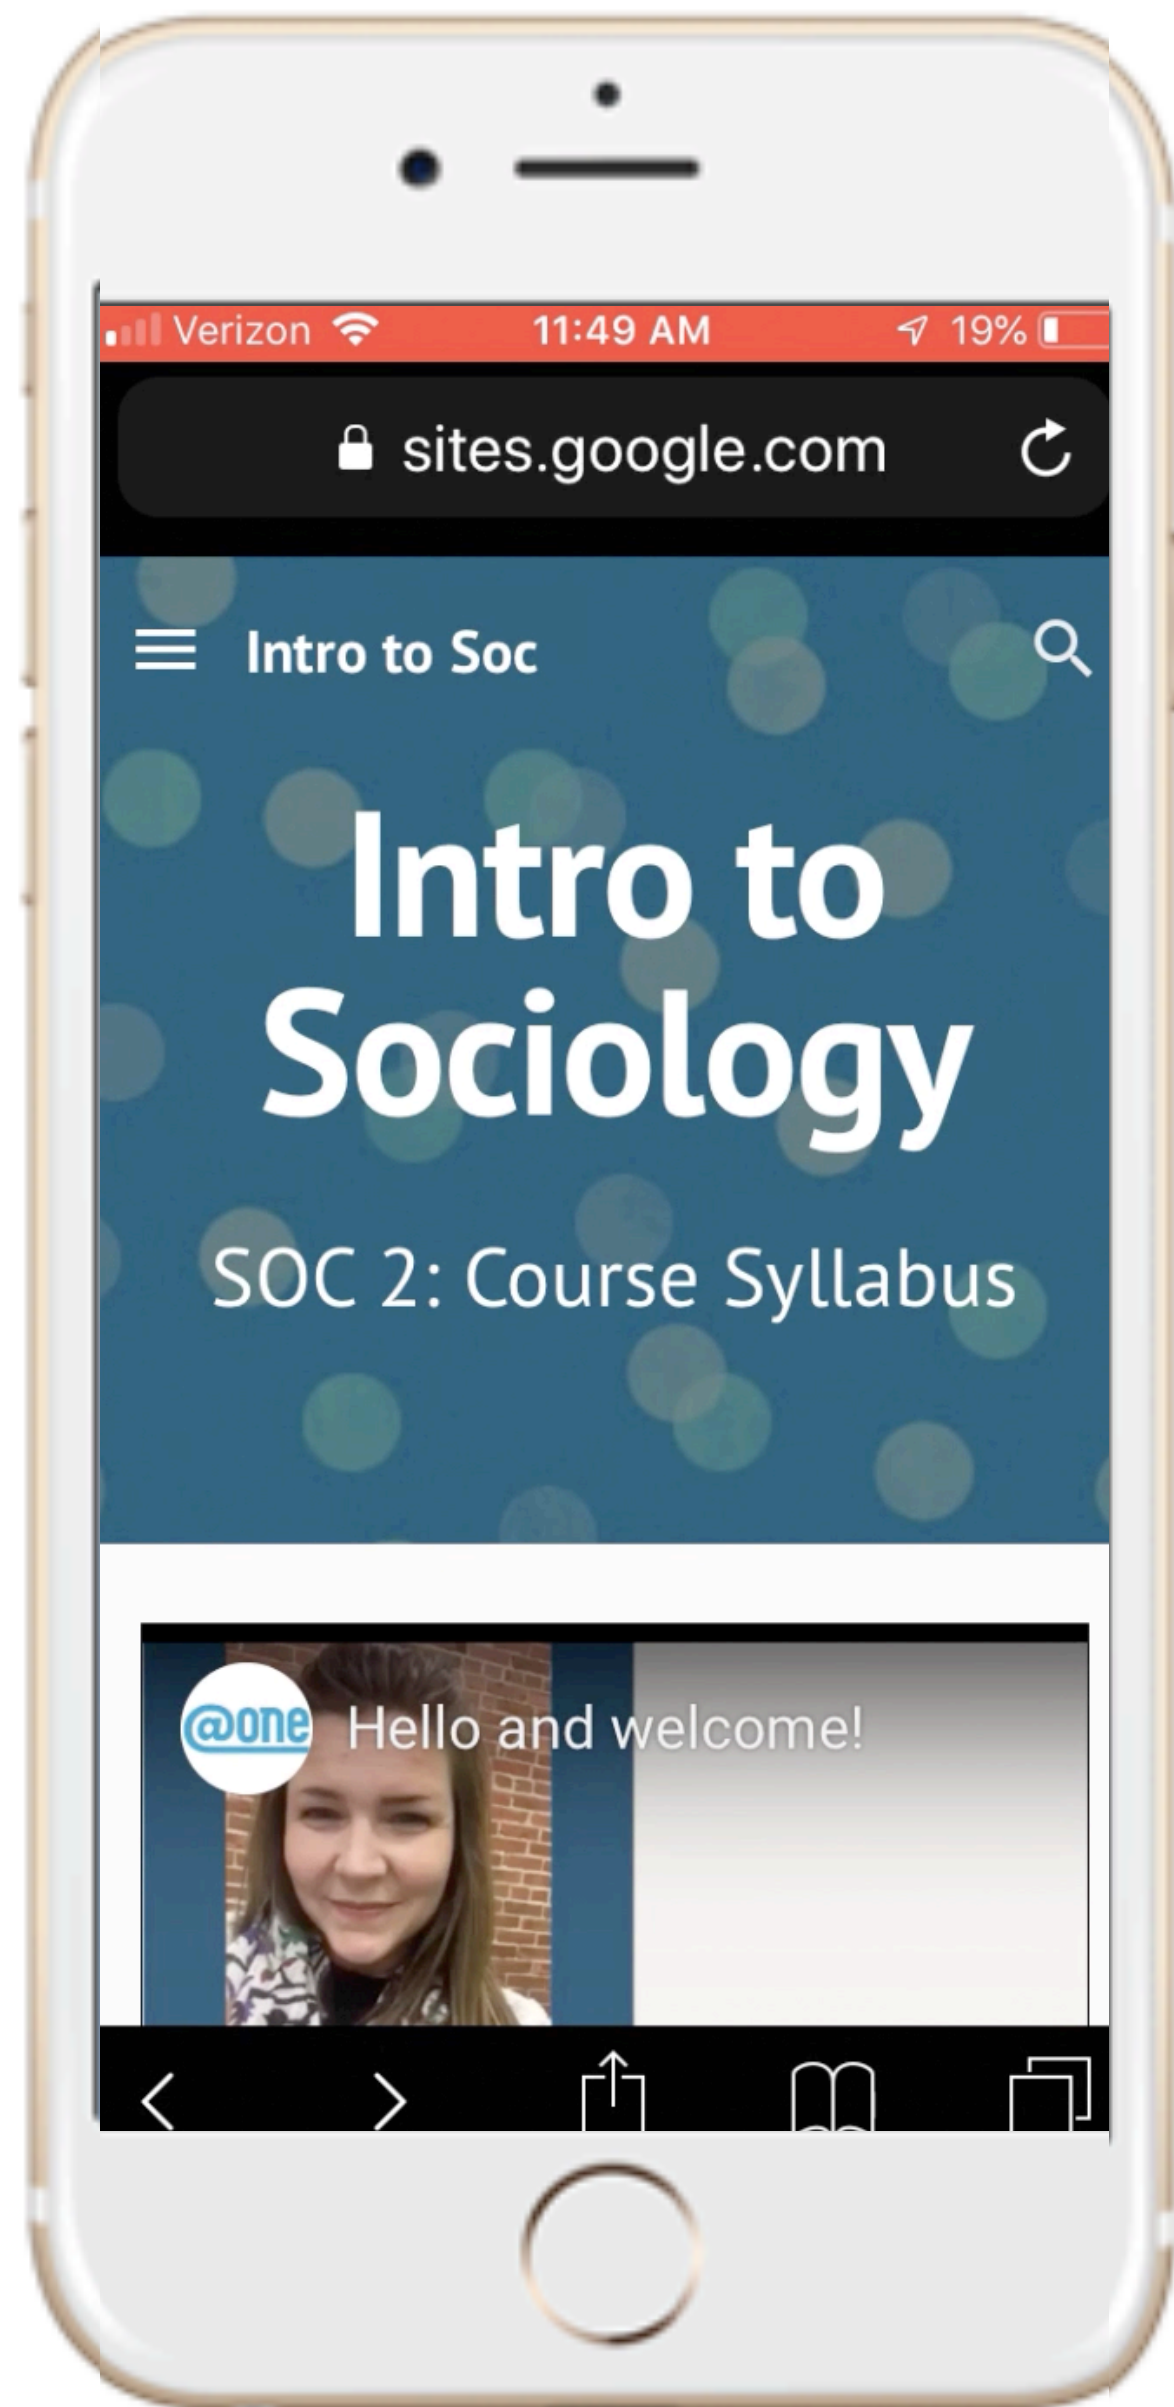 Verizon 11:49 AM 19%
sites.google.com
Intro to Soc
Intro to
Sociology
SOC 2: Course Syllabus
@one Hello and welcome!